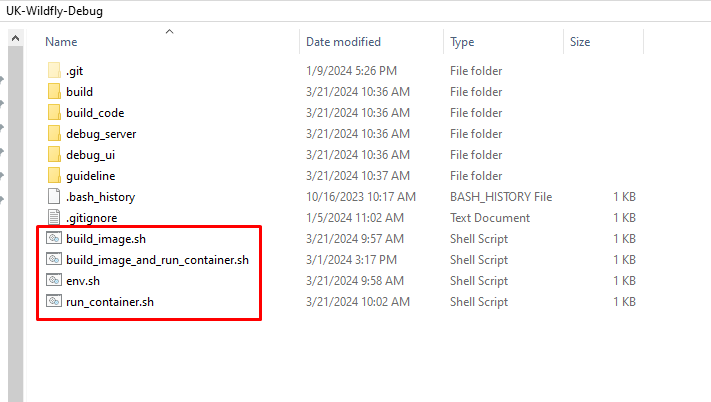 UK-Wildfly-Debug
Name Date modified Type Size
.git 1/9/2024 5:26 PM File folder
build 3/21/2024 10:36 AM File folder
build_code 3/21/2024 10:36 AM File folder
debug_server 3/21/2024 10:36 AM File folder
debug_ui 3/21/2024 10:36 AM File folder
guideline 3/21/2024 10:37 AM File folder
.bash_history 10/16/2023 10:17 AM BASH_HISTORY File 1 KB
.gitignore 1/5/2024 11:02 AM Text Document 1 KB
build_image.sh 3/21/2024 9:57 AM Shell Script 1 KB
build_image_and_run_container.sh 3/1/2024 3:17 PM Shell Script 1 KB
env.sh 3/21/2024 9:58 AM Shell Script 1 KB
run_container.sh 3/21/2024 10:02 AM Shell Script 1 KB